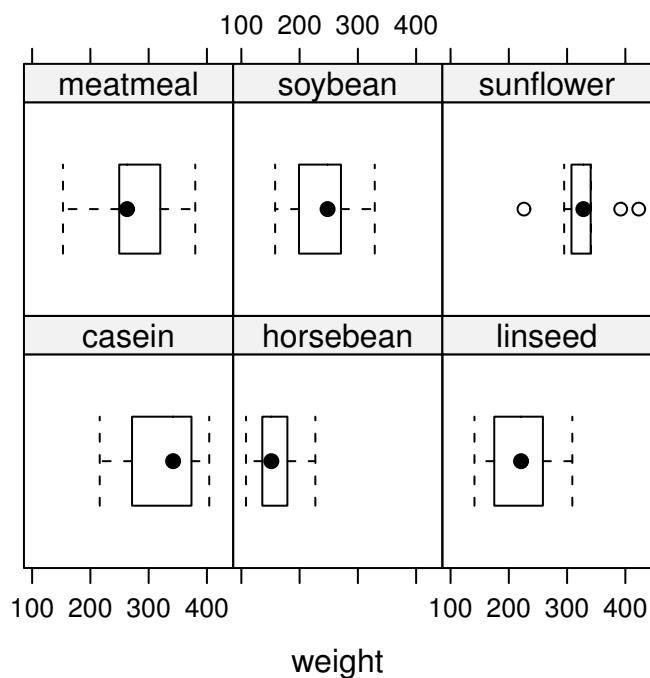 100 200 300 400
meatmeal soybean sunflower
casein horsebean linseed
100 200 300 400 100 200 300 400
weight